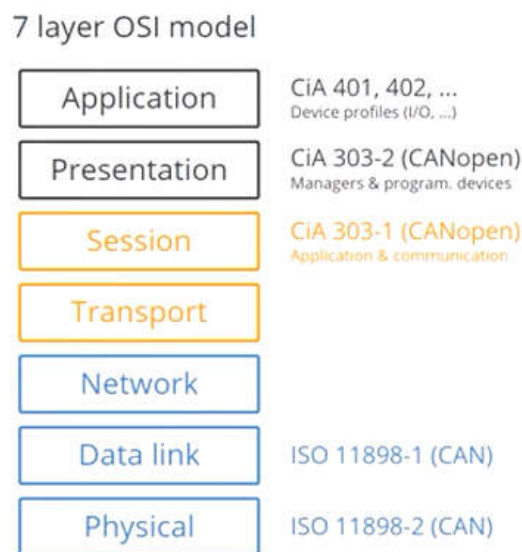 7 layer OSI model
Application
CiA 401, 402, ...
Device profiles (I/O, ...)
Presentation
CiA 303-2 (CANopen)
Managers & program. devices
Session
CiA 303-1 (CANopen)
Application & communication
Transport
Network
Data link
ISO 11898-1 (CAN)
Physical
ISO 11898-2 (CAN)